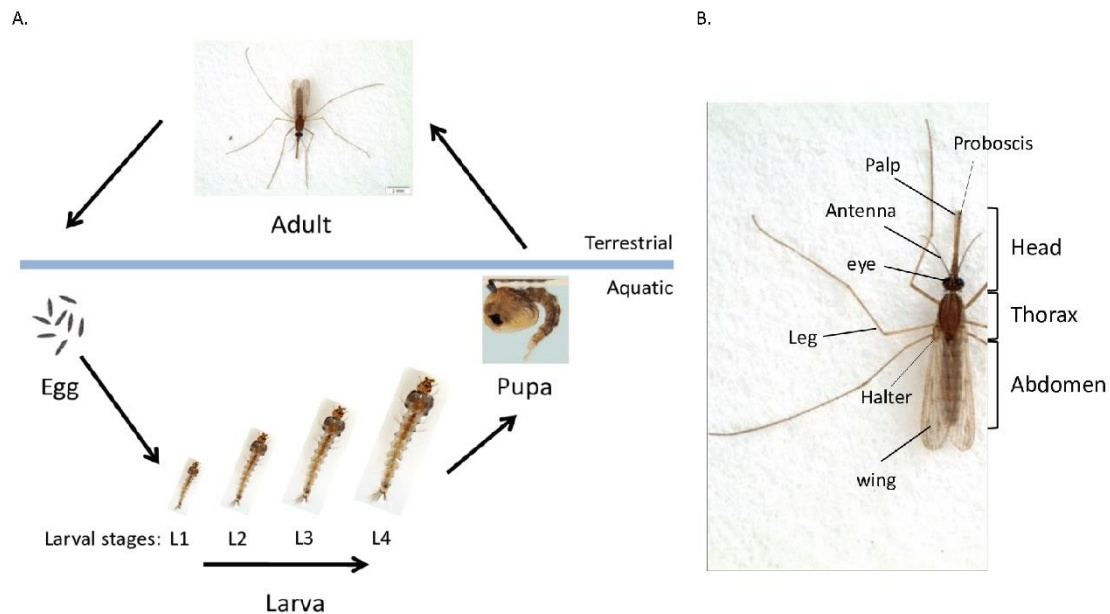 A.
Adult
Terrestrial
Aquatic
Egg
Pupa
Larval stages: L1 L2 L3 L4
Larva
B.
Proboscis
Palp
Antenna
Head
eye
Thorax
Leg
Abdomen
Halter
wing